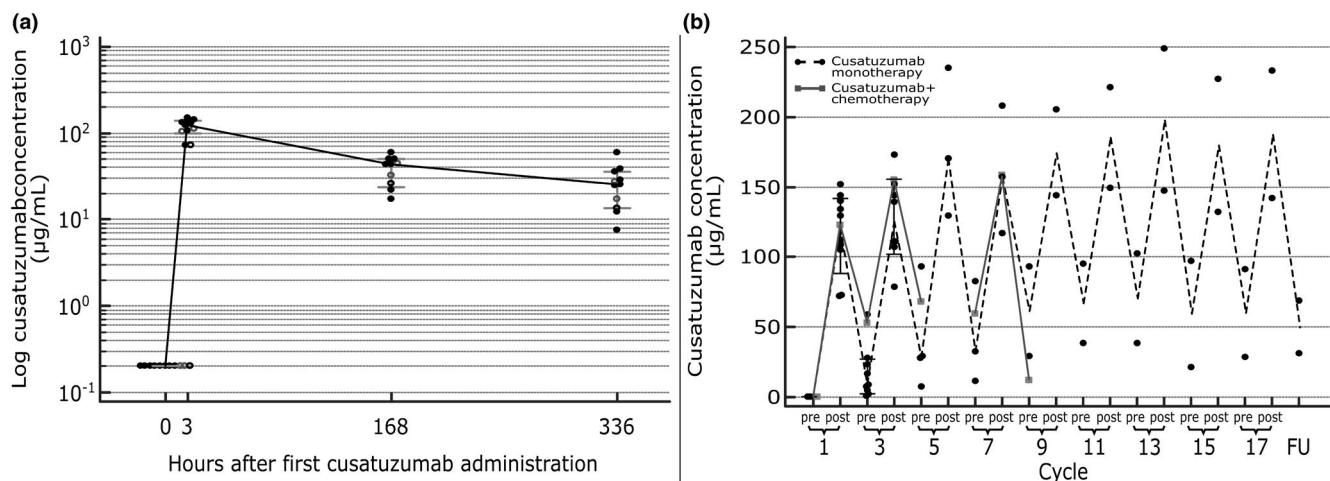 (a)
Log cusatuzumabconcentration
(μg/mL)
10³
10²
10¹
10⁰
10⁻¹
0 3 168 336
Hours after first cusatuzumab administration
(b)
Cusatuzumab concentration
(μg/mL)
250
200
150
100
50
0
Cusatuzumab
monotherapy
Cusatuzumab+
chemotherapy
pre post pre post pre post pre post pre post pre post pre post pre post pre post
1 3 5 7 9 11 13 15 17 FU
Cycle